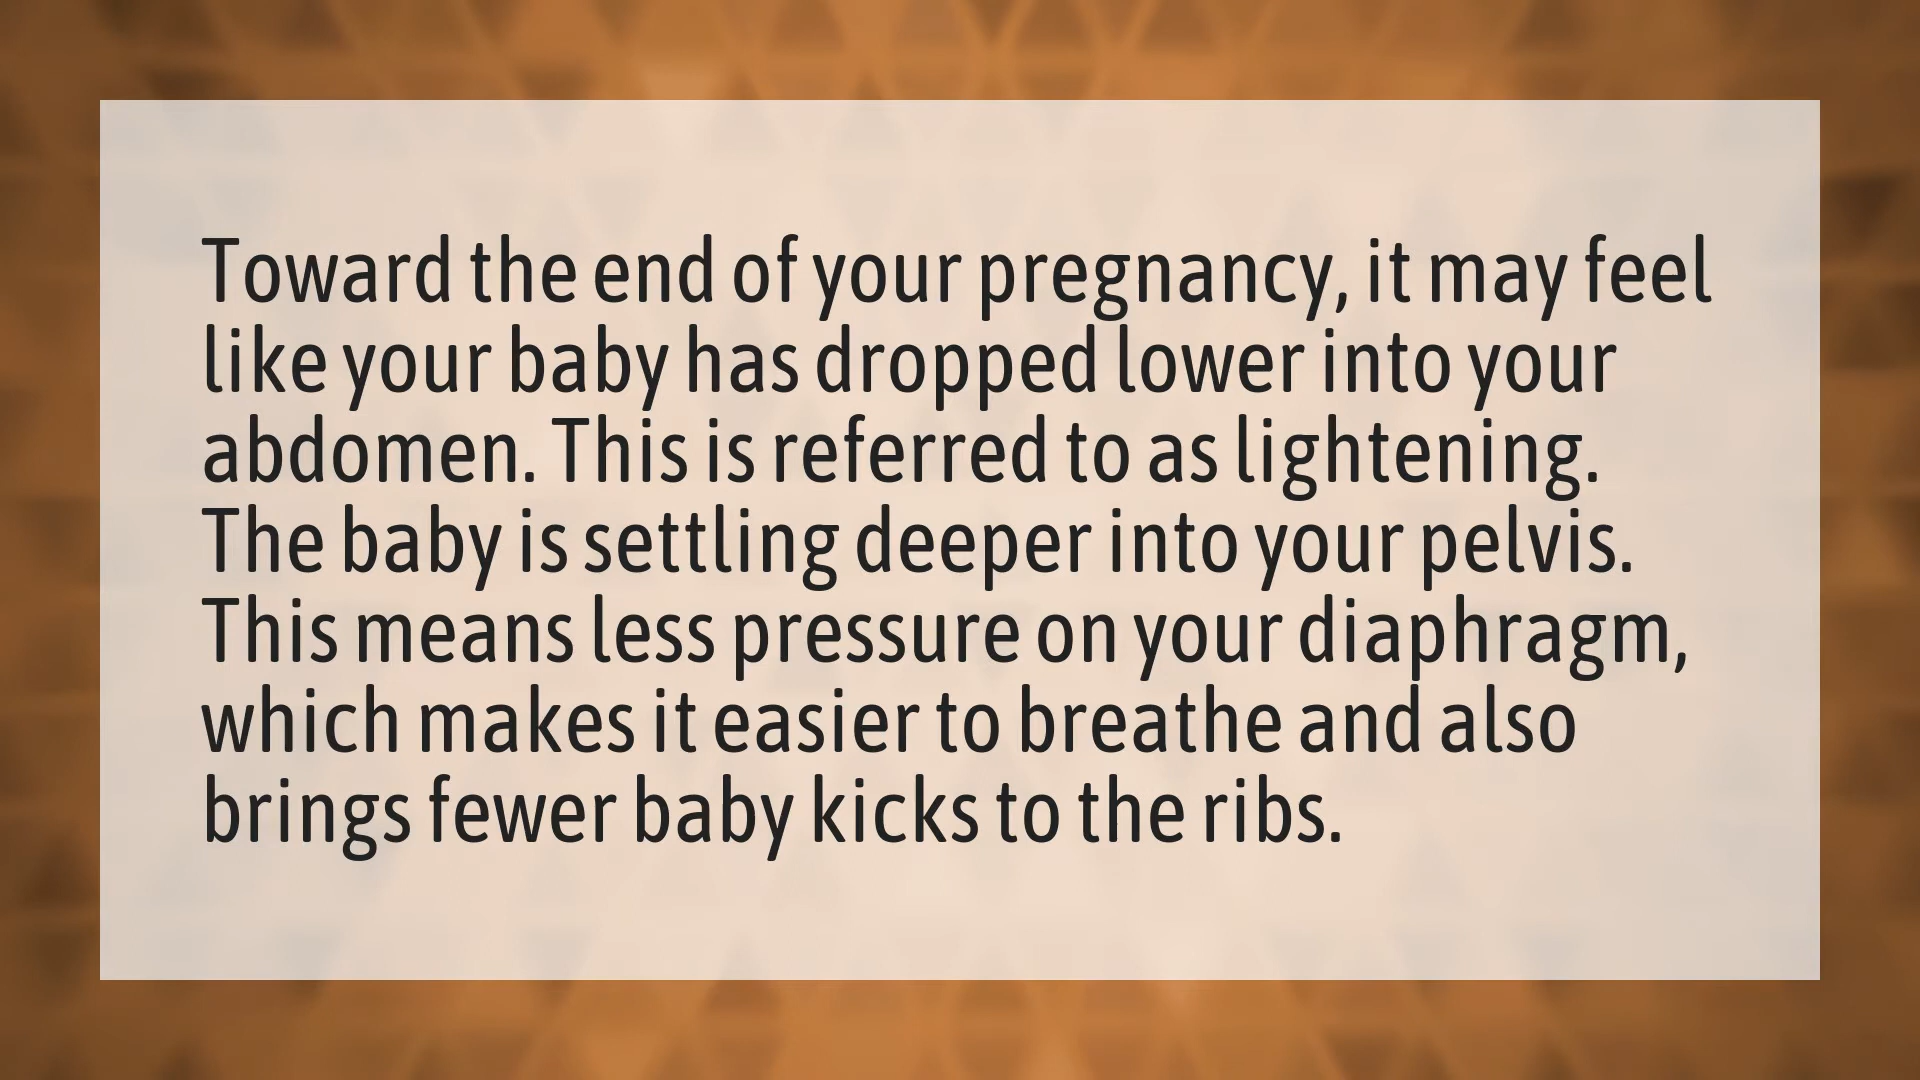 Toward the end of your pregnancy, it may feel
like your baby has dropped lower into your
abdomen. This is referred to as lightening.
The baby is settling deeper into your pelvis.
This means less pressure on your diaphragm,
which makes it easier to breathe and also
brings fewer baby kicks to the ribs.